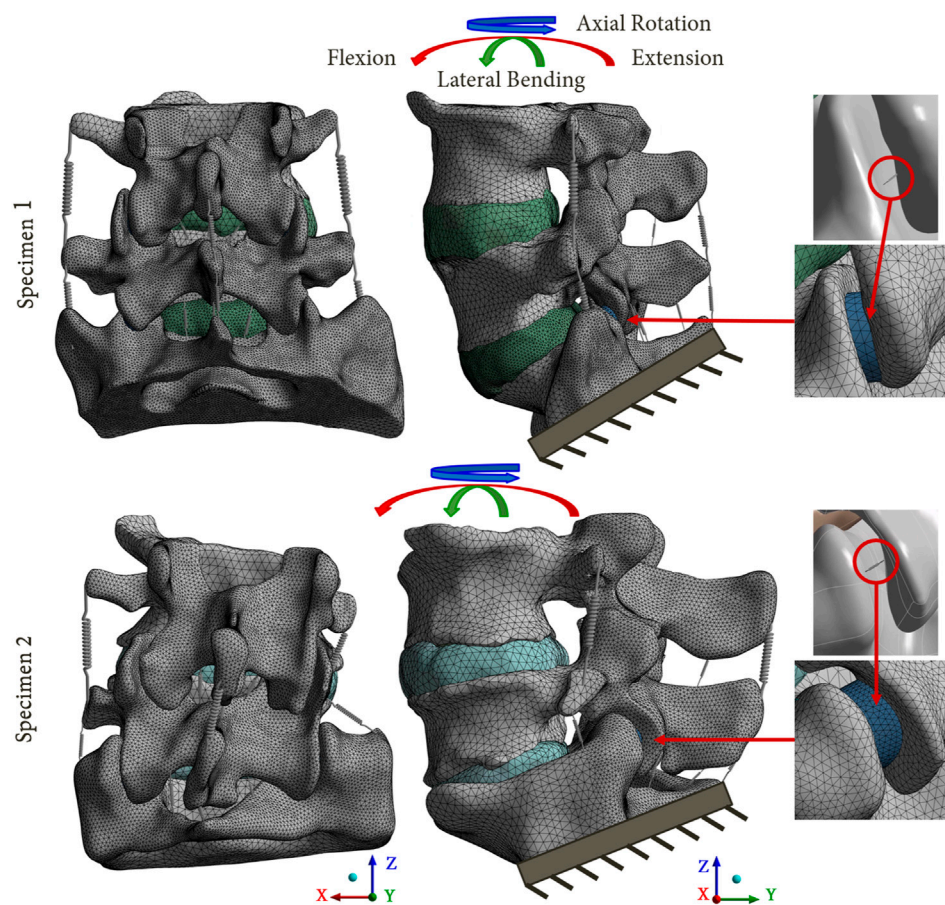 Axial Rotation
Flexion
Extension
Lateral Bending
Specimen 1
Specimen 2
Z
X
Y
Z
X
Y